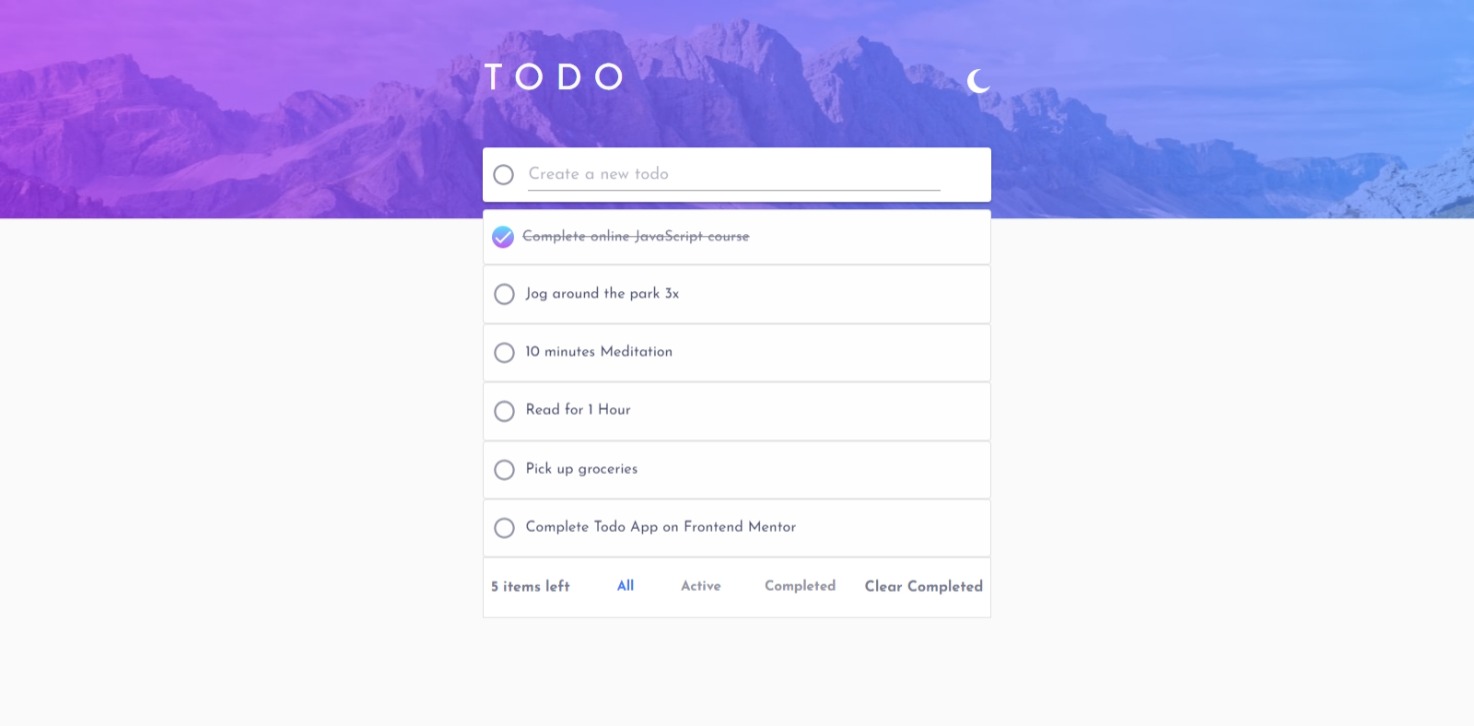 TODO
Create a new todo
Complete online JavaScript course
Jog around the park 3x
10 minutes Meditation
Read for 1 Hour
Pick up groceries
Complete Todo App on Frontend Mentor
5 items left All Active Completed Clear Completed